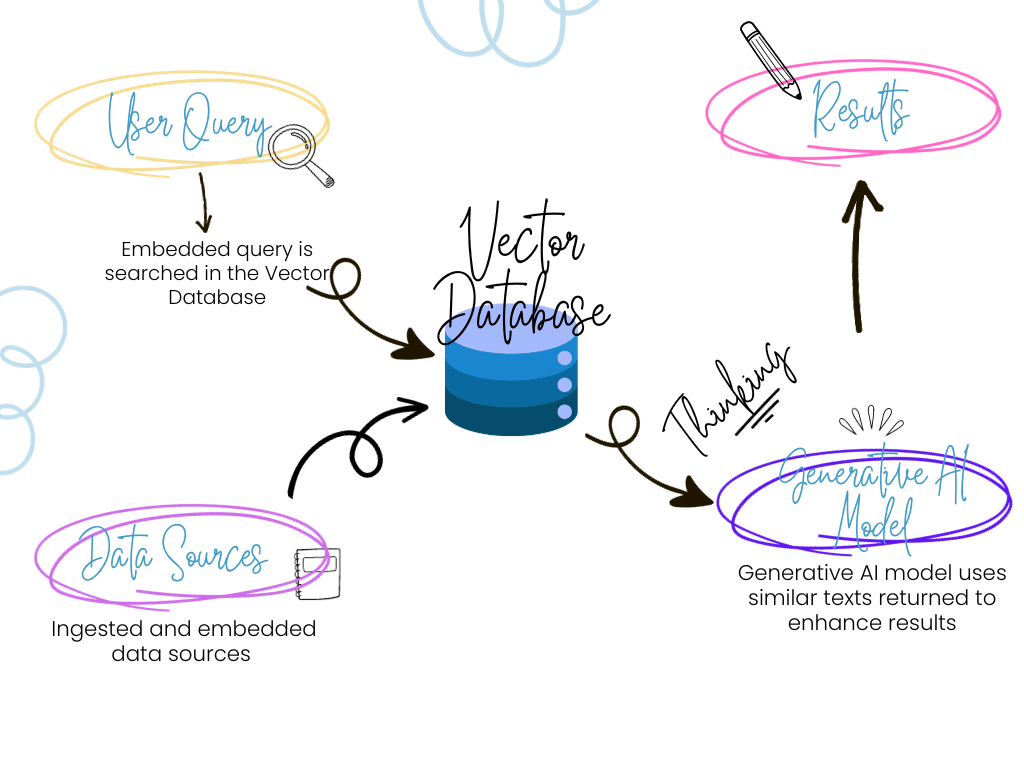 User Query
Embedded query is
searched in the Vector
Database
Vector
Database
Data Sources
Ingested and embedded
data sources
Thinking
Generative AI
Model
Generative AI model uses
similar texts returned to
enhance results
Results